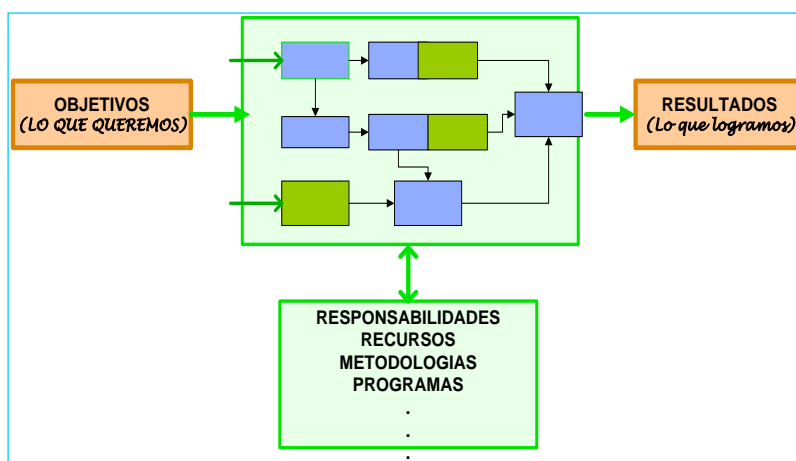 OBJETIVOS
(LO QUE QUEREMOS)
RESULTADOS
(Lo que logramos)
RESPONSABILIDADES
RECURSOS
METODOLOGIAS
PROGRAMAS
.
.
.